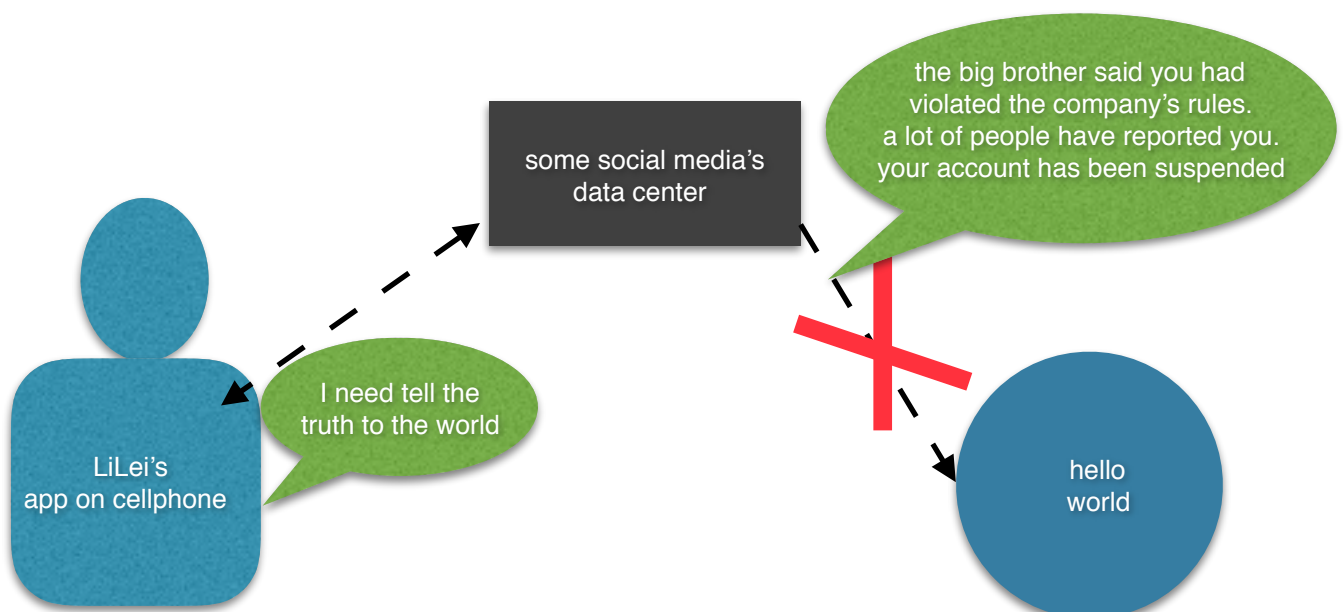 the big brother said you had
violated the company's rules.
a lot of people have reported you.
your account has been suspended
some social media's
data center
I need tell the
truth to the world
LiLei's
app on cellphone
hello
world